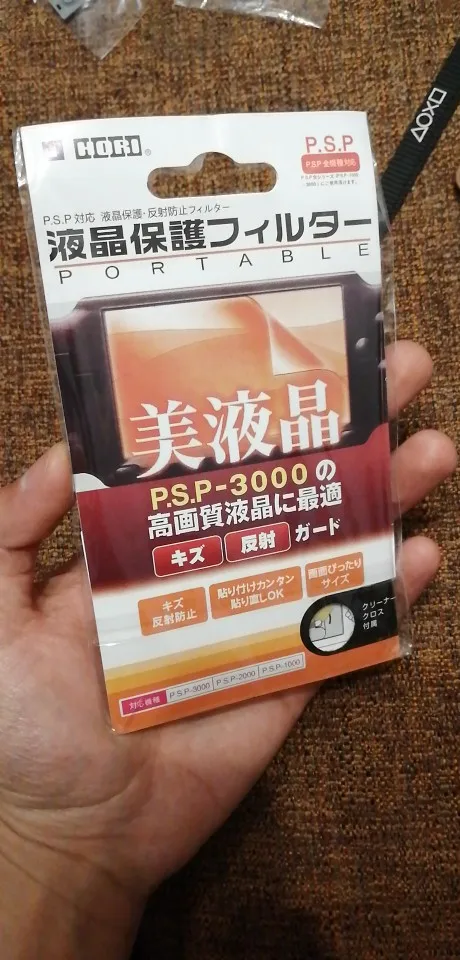 HORI®
P.S.P
P.S.P 全機種対応
P.S.P対応 液晶保護・反射防止フィルター
液晶保護フィルター
PORTABLE
美液晶
P.S.P-3000の
高画質液晶に最適
キズ 反射 ガード
キズ
反射防止
貼り付けカンタン
貼り直しOK
画面ぴったり
サイズ
クリーナー
クロス
付属
対応機種 P.S.P-3000 P.S.P-2000 P.S.P-1000